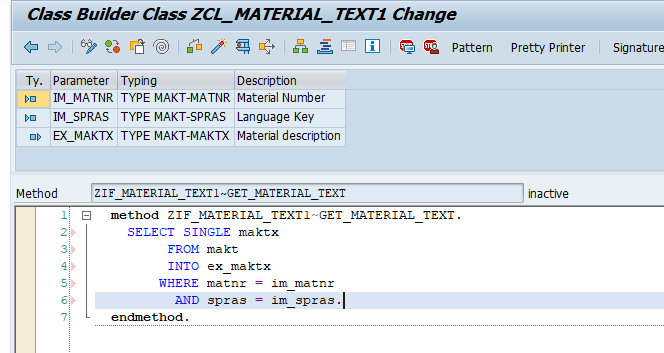 Class Builder Class ZCL_MATERIAL_TEXT1 Change
Pattern Pretty Printer Signature
Ty. Parameter Typing Description
IM_MATNR TYPE MAKT-MATNR Material Number
IM_SPRAS TYPE MAKT-SPRAS Language Key
EX_MAKTX TYPE MAKT-MAKTX Material description
Method ZIF_MATERIAL_TEXT1~GET_MATERIAL_TEXT inactive
1 method ZIF_MATERIAL_TEXT1~GET_MATERIAL_TEXT.
2 SELECT SINGLE maktx
3 FROM makt
4 INTO ex_maktx
5 WHERE matnr = im_matnr
6 AND spras = im_spras.
7 endmethod.